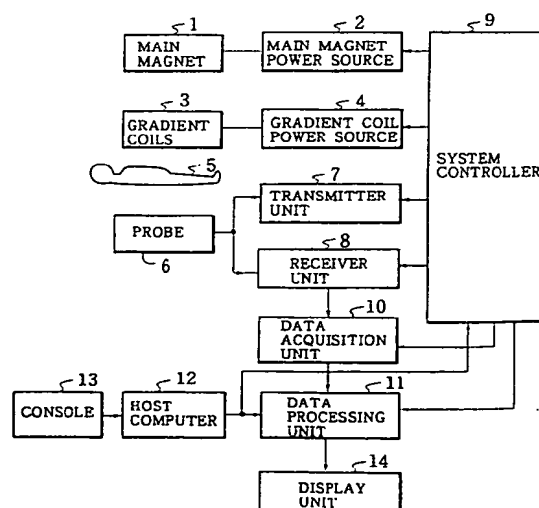 1
MAIN
MAGNET
2
MAIN MAGNET
POWER SOURCE
9
SYSTEM
CONTROLLER
3
GRADIENT
COILS
4
GRADIENT COIL
POWER SOURCE
5
7
TRANSMITTER
UNIT
PROBE
6
8
RECEIVER
UNIT
10
DATA
ACQUISITION
UNIT
13
CONSOLE
12
HOST
COMPUTER
11
DATA
PROCESSING
UNIT
14
DISPLAY
UNIT